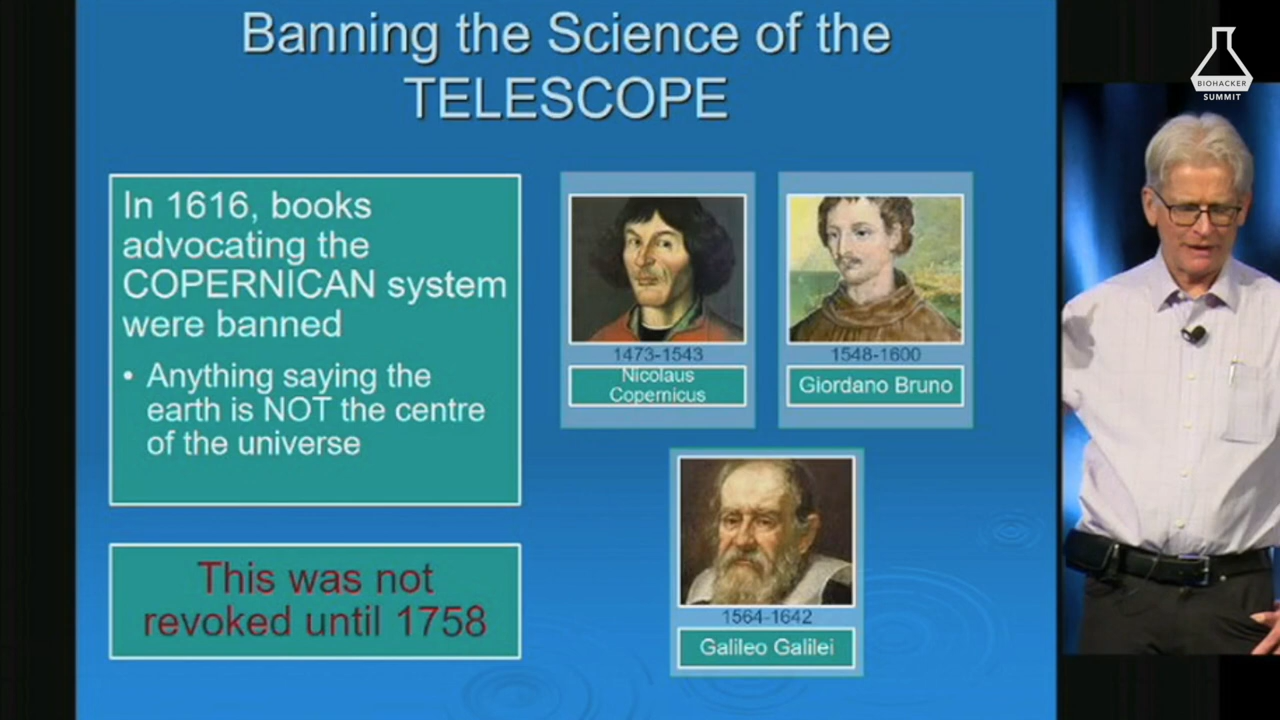 Banning the Science of the
TELESCOPE
BIOHACKER
SUMMIT
In 1616, books
advocating the
COPERNICAN system
were banned
• Anything saying the
earth is NOT the centre
of the universe
This was not
revoked until 1758
1473-1543
Nicolaus
Copernicus
1548-1600
Giordano Bruno
1564-1642
Galileo Galilei